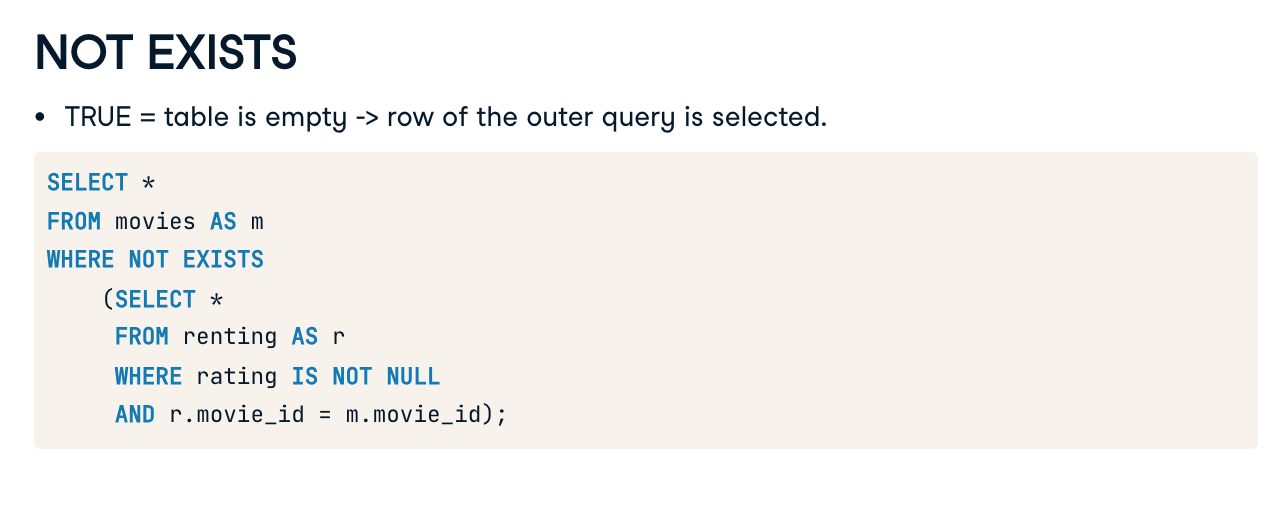 NOT EXISTS
• TRUE = table is empty -> row of the outer query is selected.
SELECT *
FROM movies AS m
WHERE NOT EXISTS
    (SELECT *
     FROM renting AS r
     WHERE rating IS NOT NULL
     AND r.movie_id = m.movie_id);